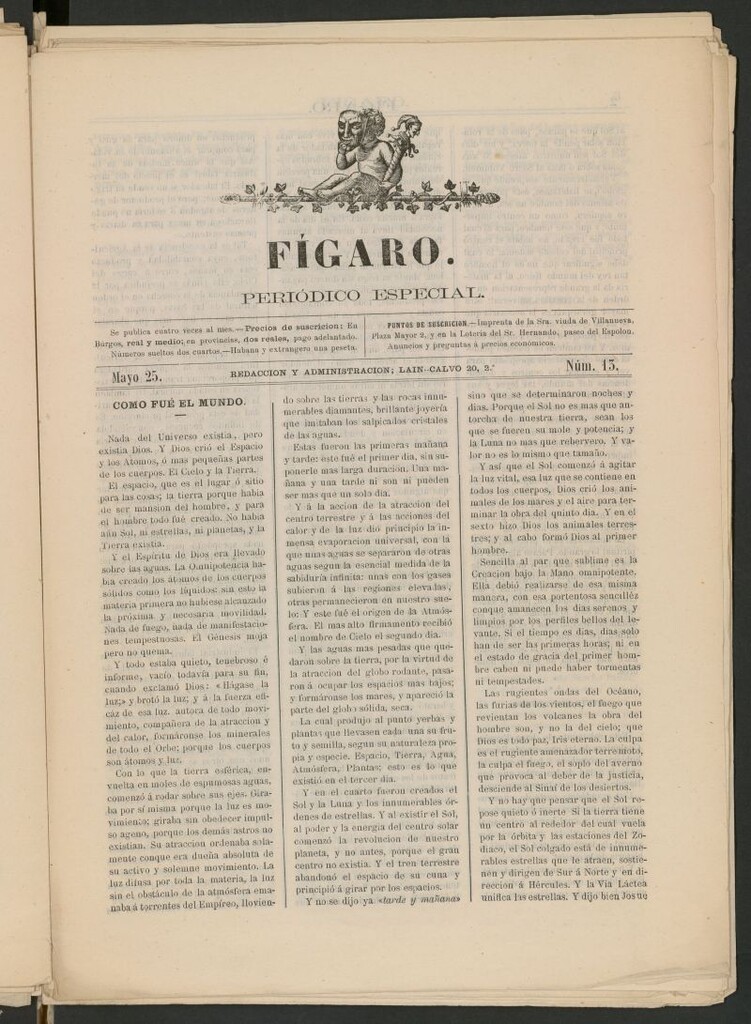 FÍGARO.
PERIÓDICO ESPECIAL.
Se publica cuatro veces al mes.—Precios de suscricion: En
Burgos, real y medio; en provincias, dos reales, pago adelantado.
Números sueltos dos cuartos.—Habana y extrangero una peseta.
PUNTOS DE SUSCRICION.—Imprenta de la Sra. viuda de Villanueva,
Plaza Mayor 2, y en la Lotería del Sr. Hernando, paseo del Espolon.
Anuncios y preguntas á precios económicos.
Mayo 25.
REDACCION Y ADMINISTRACION; LAIN-CALVO 20, 2.°
Núm. 13.
COMO FUÉ EL MUNDO.
Nada del Universo existia, pero
existia Dios. Y Dios crió el Espacio
y los Átomos, ó mas pequeñas partes
de los cuerpos. El Cielo y la Tierra.
El espacio, que es el lugar ó sitio
para las cosas; la tierra porque habia
de ser mansion del hombre, y para
el hombre todo fué creado. No habia
aún Sol, ni estrellas, ni planetas, y la
Tierra existia.
Y el Espíritu de Dios era llevado
sobre las aguas. La Omnipotencia ha-
bia creado los átomos de los cuerpos
sólidos como los líquidos: sin esto la
materia primera no hubiese alcanzado
la próxima y necesaria movilidad.
Nada de fuego, nada de manifestacio-
nes tempestuosas. El Génesis moja
pero no quema.
Y todo estaba quieto, tenebroso é
informe, vacío todavía para su fin,
cuando exclamó Dios: «Hágase la
luz;» y brotó la luz; y á la fuerza efi-
cáz de esa luz, autora de todo movi-
miento, compañera de la atraccion y
del calor, formáronse los minerales
de todo el Orbe; porque los cuerpos
son átomos y luz.
Con lo que la tierra esférica, en-
vuelta en moles de espumosas aguas,
comenzó á rodar sobre sus ejes. Gira-
ba por sí misma porque la luz es mo-
vimiento; giraba sin obedecer impul-
so ageno, porque los demás astros no
existian. Su atraccion ordenaba sola-
mente conque era dueña absoluta de
su activo y solemne movimiento. La
luz difusa por toda la materia, la luz
sin el obstáculo de la atmósfera ema-
naba á torrentes del Empíreo, llovien-
do sobre las tierras y las rocas innu-
merables diamantes, brillante joyería
que imitaban los salpicados cristales
de las aguas.
Estas fueron las primeras mañana
y tarde: éste fué el primer dia, sin su-
ponerle mas larga duracion. Una ma-
ñana y una tarde ni son ni pueden
ser mas que un solo dia.
Y á la accion de la atraccion del
centro terrestre y á las acciones del
calor y de la luz dió principio la in-
mensa evaporacion universal, con la
que unas aguas se separaron de otras
aguas segun la esencial medida de la
sabiduría infinita: unas con los gases
subieron á las regiones elevadas,
otras permanecieron en nuestro sue-
lo: Y este fué el origen de la Atmós-
fera. El mas alto firmamento recibió
el nombre de Cielo el segundo dia.
Y las aguas mas pesadas que que-
daron sobre la tierra, por la virtud de
la atraccion del globo rodante, pasa-
ron á ocupar los espacios mas bajos;
y formáronse los mares, y apareció la
parte del globo sólida, seca.
La cual produjo al punto yerbas y
plantas que llevasen cada una su fru-
to y semilla, segun su naturaleza pro-
pia y especie. Espacio, Tierra, Agua,
Atmósfera, Plantas; esto es lo que
existió en el tercer dia.
Y en el cuarto fueron creados el
Sol y la Luna y los innumerables ór-
denes de estrellas. Y al existir el Sol,
al poder y la energía del centro solar
comenzó la revolucion de nuestro
planeta, y no antes, porque el gran
centro no existia. Y el tren terrestre
abandonó el espacio de su cuna y
principió á girar por los espacios.
Y no se dijo ya «tarde y mañana»
sino que se determinaron noches y
dias. Porque el Sol no es mas que an-
torcha de nuestra tierra, sean los
que se fueren su mole y potencia; y
la Luna no mas que rehervero. Y va-
lor no es lo mismo que tamaño.
Y así que el Sol comenzó á agitar
la luz vital, esa luz que se contiene en
todos los cuerpos, Dios crió los ani-
males de los mares y el aire para ter-
minar la obra del quinto dia. Y en el
sexto hizo Dios los animales terres-
tres; y al cabo formó Dios al primer
hombre.
Sencilla al par que sublime es la
Creacion bajo la Mano omnipotente.
Ella debió realizarse de esa misma
manera, con esa portentosa sencilléz
conque amanecen los dias serenos y
limpios por los perfiles bellos del le-
vante. Si el tiempo es dias, dias solo
han de ser las primeras horas; ni en
el estado de gracia del primer hom-
bre caben ni puede haber tormentas
ni tempestades.
Las rugientes ondas del Océano,
las furias de los vientos, el fuego que
revientan los volcanes la obra del
hombre son, y no la del cielo; que
Dios es todo paz, Iris eterno. La culpa
es el rugiente amenazador terremoto,
la culpa el fuego, el soplo del averno
que provoca al deber de la justicia,
desciende al Sinaí de los desiertos.
Y no hay que pensar que el Sol re-
pose quieto ó inerte Si la tierra tiene
un centro al rededor del cual vuela
por la órbita y las estaciones del Zo-
diaco, el Sol colgado está de innume-
rables estrellas que le atraen, sostie-
nen y dirigen de Sur á Norte y en di-
reccion á Hércules. Y la Via Láctea
unifica las estrellas. Y dijo bien Josué